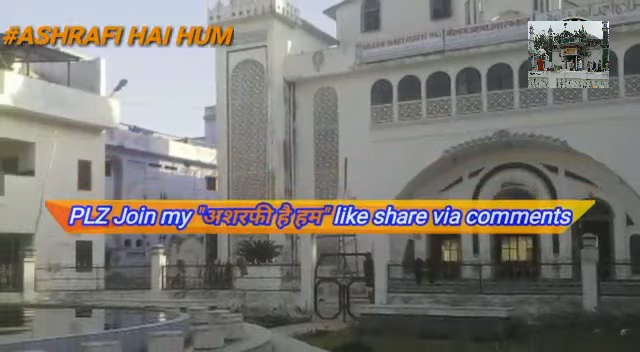 #ASHRAFI HAI HUM
PLZ Join my "अशरफी है हम" like share via comments